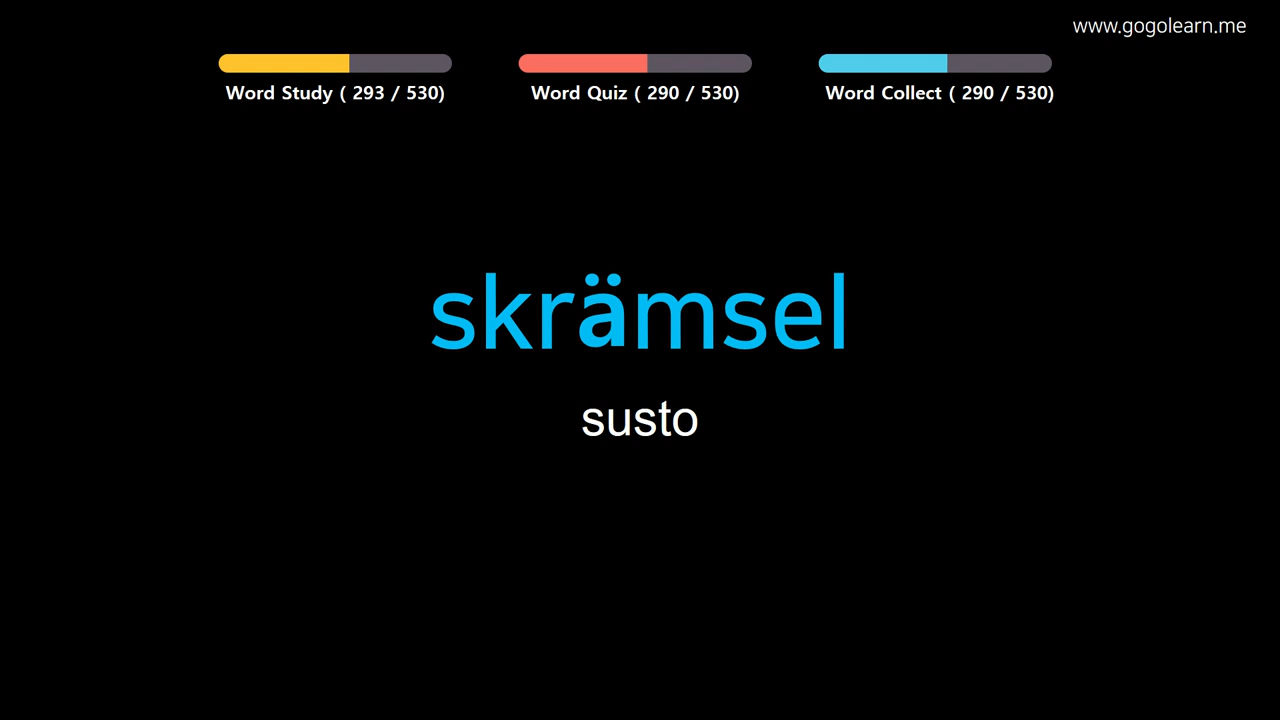 www.gogolearn.me
Word Study ( 293 / 530)
Word Quiz ( 290 / 530)
Word Collect ( 290 / 530)
skrämsel
susto